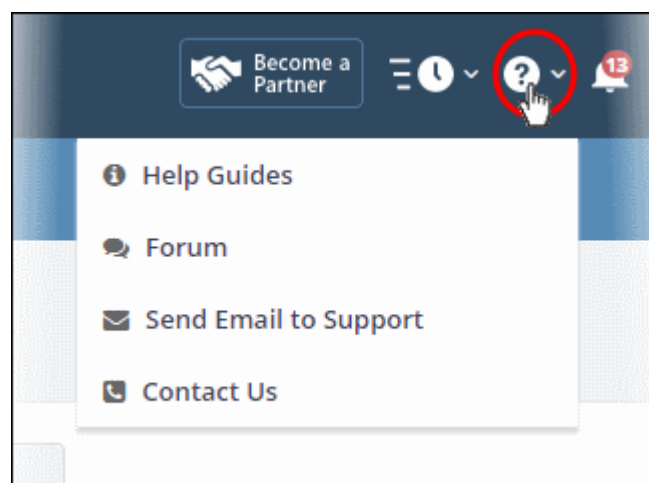 Become a
Partner
?
13
Help Guides
Forum
Send Email to Support
Contact Us